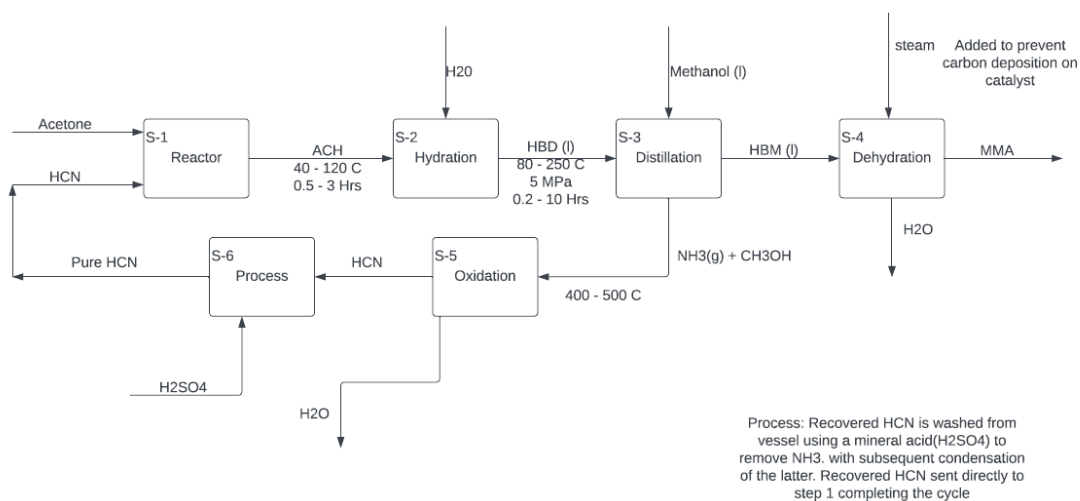 steam
Added to prevent
carbon deposition on
catalyst
H20
Methanol (l)
Acetone
S-1
Reactor
ACH
40 - 120 C
0.5 - 3 Hrs
S-2
Hydration
HBD (l)
80 - 250 C
5 MPa
0.2 - 10 Hrs
S-3
Distillation
HBM (l)
S-4
Dehydration
MMA
HCN
H2O
NH3(g) + CH3OH
Pure HCN
S-6
Process
HCN
S-5
Oxidation
400 - 500 C
H2SO4
H2O
Process: Recovered HCN is washed from
vessel using a mineral acid(H2SO4) to
remove NH3. with subsequent condensation
of the latter. Recovered HCN sent directly to
step 1 completing the cycle